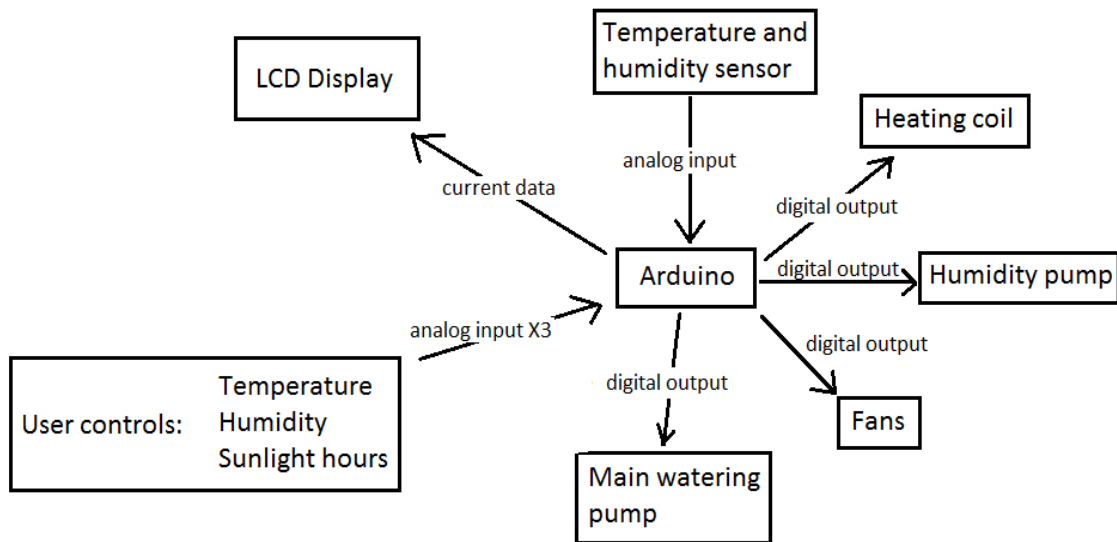 LCD Display
Temperature and
humidity sensor
Heating coil
analog input
current data
digital output
Arduino
digital output
Humidity pump
analog input X3
digital output
User controls:
Temperature
Humidity
Sunlight hours
digital output
Fans
Main watering
pump